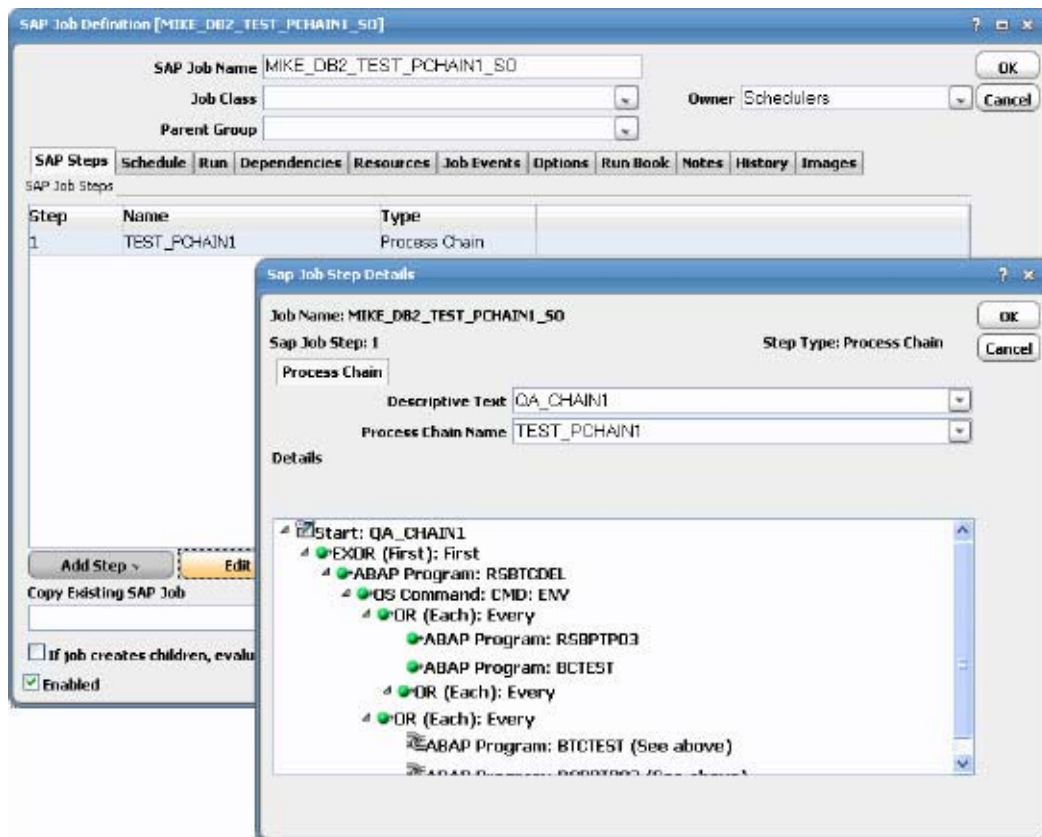 SAP Job Definition [MIKE_DB2_TEST_PCHAIN1_SO]
SAP Job Name MIKE_DB2_TEST_PCHAIN1_SO
OK
Job Class
Owner Schedulers
Cancel
Parent Group
SAP Steps Schedule Run Dependencies Resources Job Events Options Run Book Notes History Images
SAP Job Steps
Step Name Type
1 TEST_PCHAIN1 Process Chain
Sap Job Step Details
Job Name: MIKE_DB2_TEST_PCHAIN1_SO
OK
Sap Job Step: 1
Step Type: Process Chain
Cancel
Process Chain
Descriptive Text QA_CHAIN1
Process Chain Name TEST_PCHAIN1
Details
Start: QA_CHAIN1
EXOR (First): First
ABAP Program: RSBTCDEL
OS Command: CMD: ENV
OR (Each): Every
ABAP Program: RSBPTP03
ABAP Program: BCTEST
OR (Each): Every
OR (Each): Every
ABAP Program: BTCTEST (See above)
Add Step Edit
Copy Existing SAP Job
If job creates children, evalu
Enabled